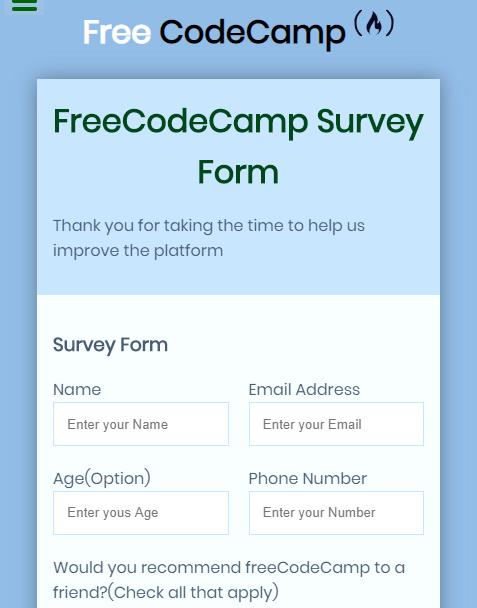 Free CodeCamp
FreeCodeCamp Survey
Form
Thank you for taking the time to help us
improve the platform
Survey Form
Name Email Address
Enter your Name Enter your Email
Age(Option) Phone Number
Enter yous Age Enter your Number
Would you recommend freeCodeCamp to a
friend?(Check all that apply)